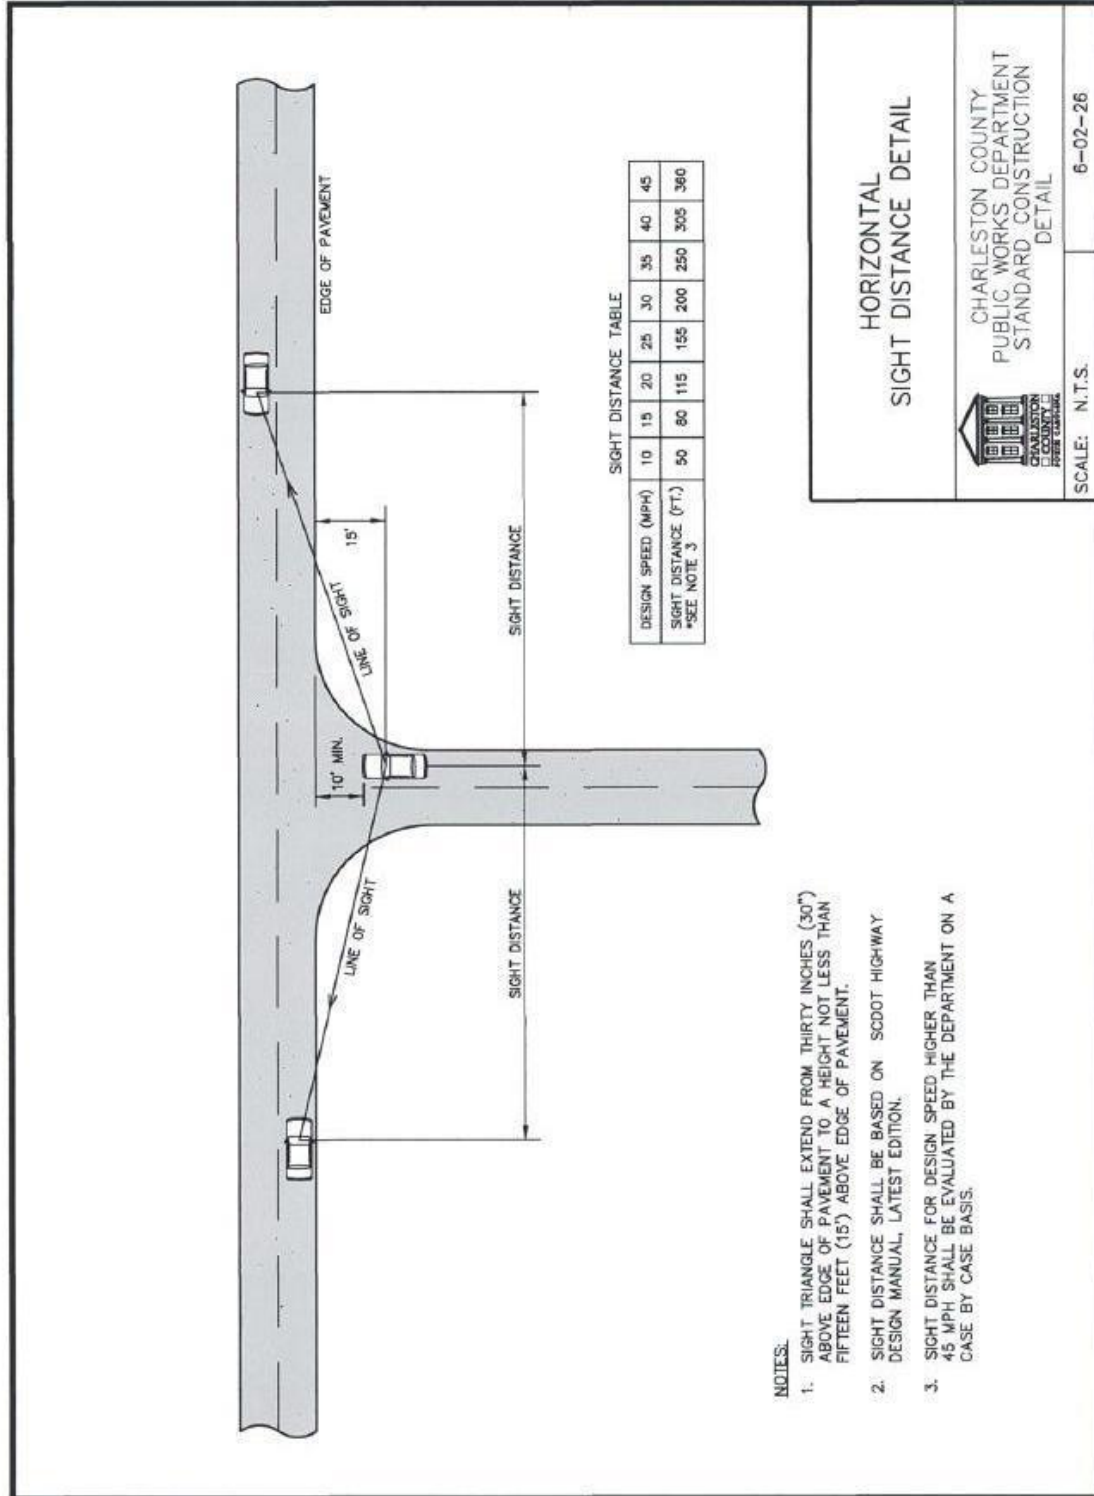 EDGE OF PAVEMENT
15'
10' MIN.
LINE OF SIGHT
LINE OF SIGHT
SIGHT DISTANCE
SIGHT DISTANCE
SIGHT DISTANCE TABLE
DESIGN SPEED (MPH) 10 15 20 25 30 35 40 45
SIGHT DISTANCE (FT.) 50 80 115 155 200 250 305 360
*SEE NOTE 3
NOTES:
1. SIGHT TRIANGLE SHALL EXTEND FROM THIRTY INCHES (30")
ABOVE EDGE OF PAVEMENT TO A HEIGHT NOT LESS THAN
FIFTEEN FEET (15') ABOVE EDGE OF PAVEMENT.
2. SIGHT DISTANCE SHALL BE BASED ON SCDOT HIGHWAY
DESIGN MANUAL, LATEST EDITION.
3. SIGHT DISTANCE FOR DESIGN SPEED HIGHER THAN
45 MPH SHALL BE EVALUATED BY THE DEPARTMENT ON A
CASE BY CASE BASIS.
HORIZONTAL
SIGHT DISTANCE DETAIL
CHARLESTON
COUNTY
SOUTH CAROLINA
CHARLESTON COUNTY
PUBLIC WORKS DEPARTMENT
STANDARD CONSTRUCTION
DETAIL
SCALE: N.T.S.
6-02-26